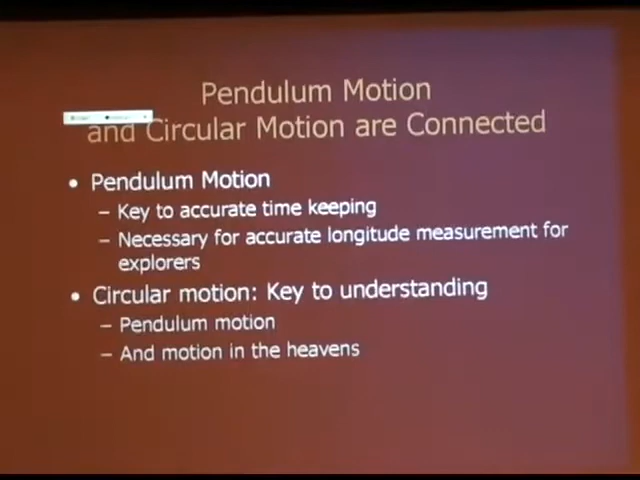 Pendulum Motion
and Circular Motion are Connected
• Pendulum Motion
– Key to accurate time keeping
– Necessary for accurate longitude measurement for
explorers
• Circular motion: Key to understanding
– Pendulum motion
– And motion in the heavens